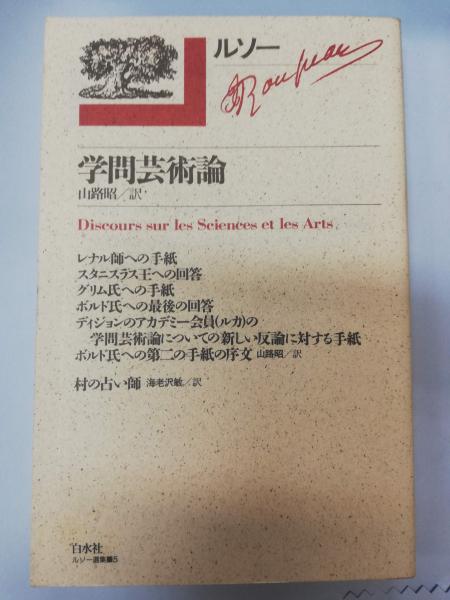 ルソー
JJRousseau
学問芸術論
山路昭/訳
Discours sur les Sciences et les Arts
レナル師への手紙
スタニスラス王への回答
グリム氏への手紙
ボルド氏への最後の回答
ディジョンのアカデミー会員(ルカ)の
学問芸術論についての新しい反論に対する手紙
ボルド氏への第二の手紙の序文 山路昭/訳
村の占い師 海老沢敏/訳
白水社
ルソー選集5